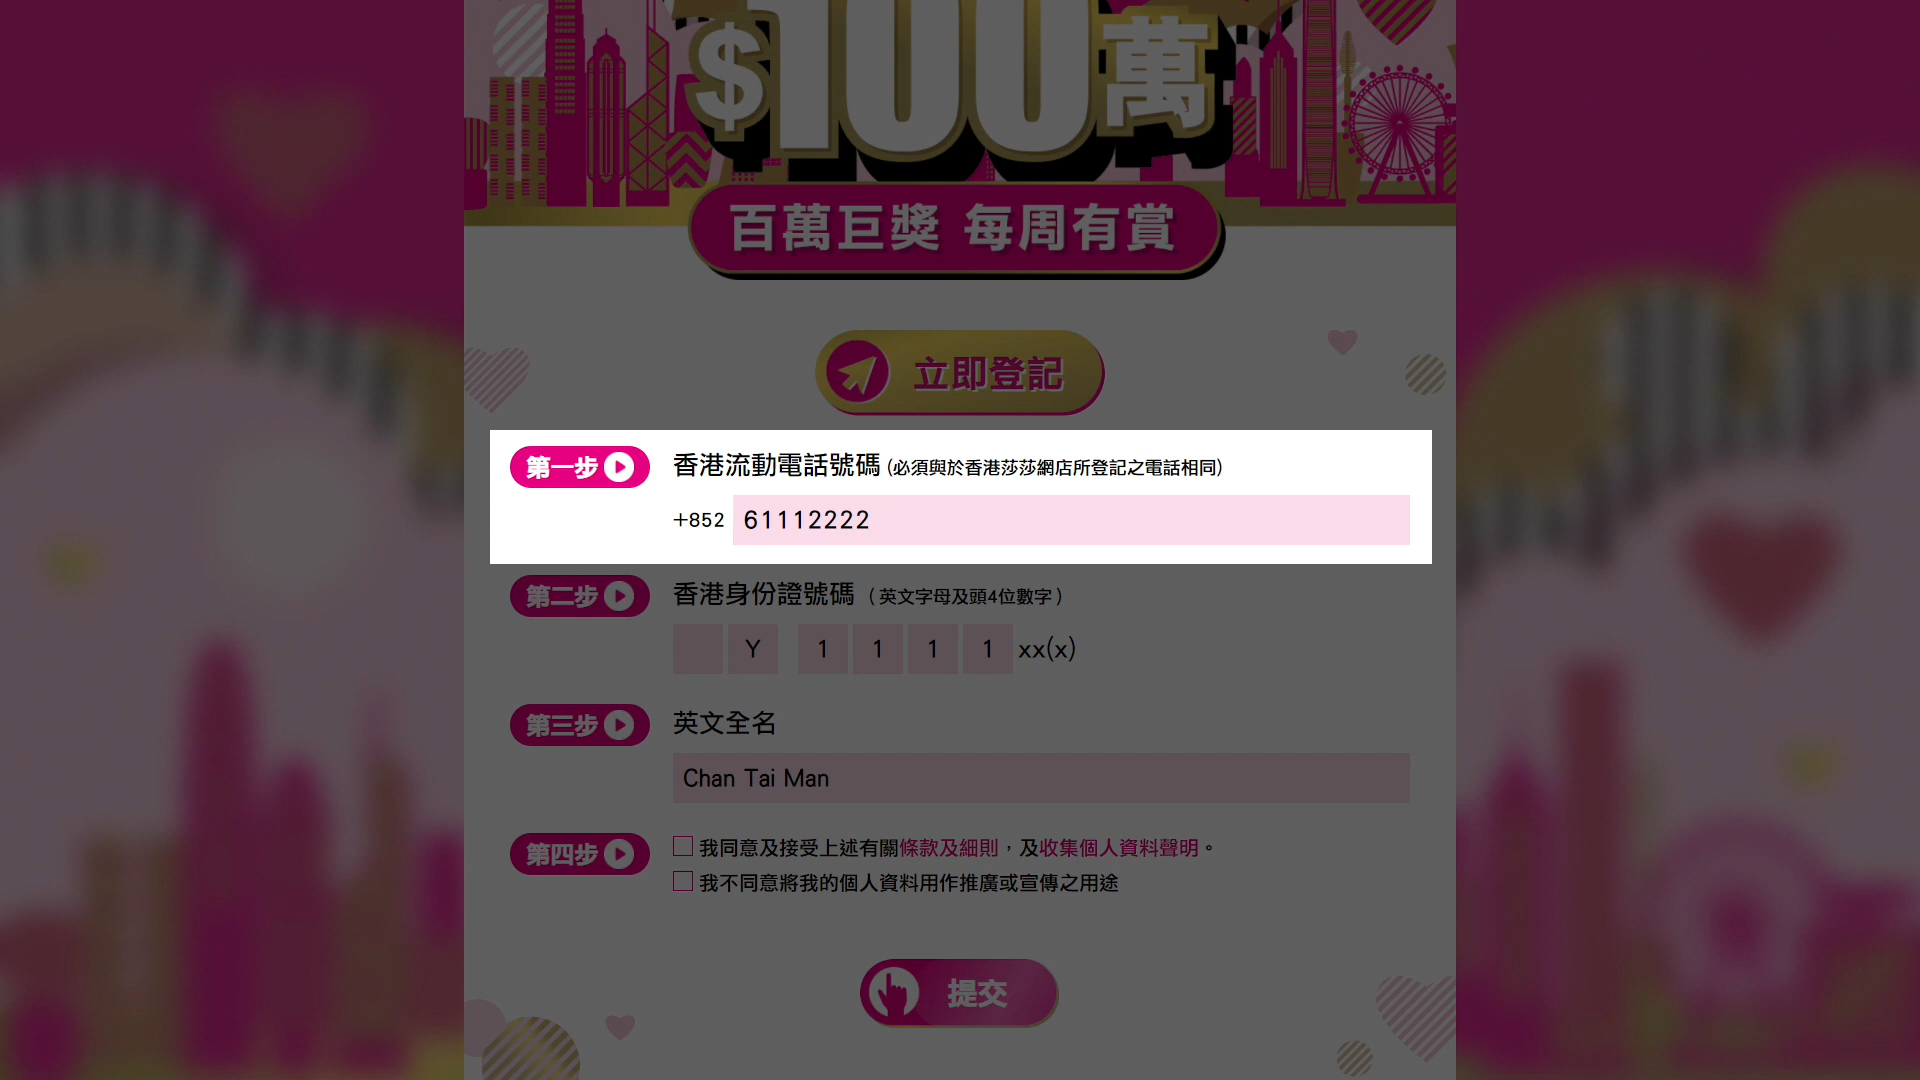 $100萬
百萬巨獎 每周有賞
立即登記
第一步
香港流動電話號碼 (必須與於香港莎莎網店所登記之電話相同)
+852 61112222
第二步
香港身份證號碼 ( 英文字母及頭4位數字 )
Y 1 1 1 1 xx(x)
第三步
英文全名
Chan Tai Man
第四步
我同意及接受上述有關條款及細則，及收集個人資料聲明。
我不同意將我的個人資料用作推廣或宣傳之用途
提交